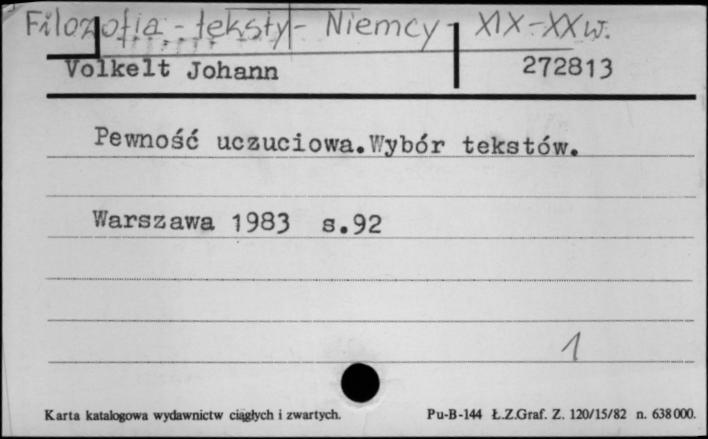 Filozofia - teksty - Niemcy - XIX-XX w.
Volkelt Johann 272813
Pewność uczuciowa.Wybór tekstów.
Warszawa 1983 s.92
1
Karta katalogowa wydawnictw ciągłych i zwartych. Pu-B-144 Ł.Z.Graf. Z. 120/15/82 n. 638000.